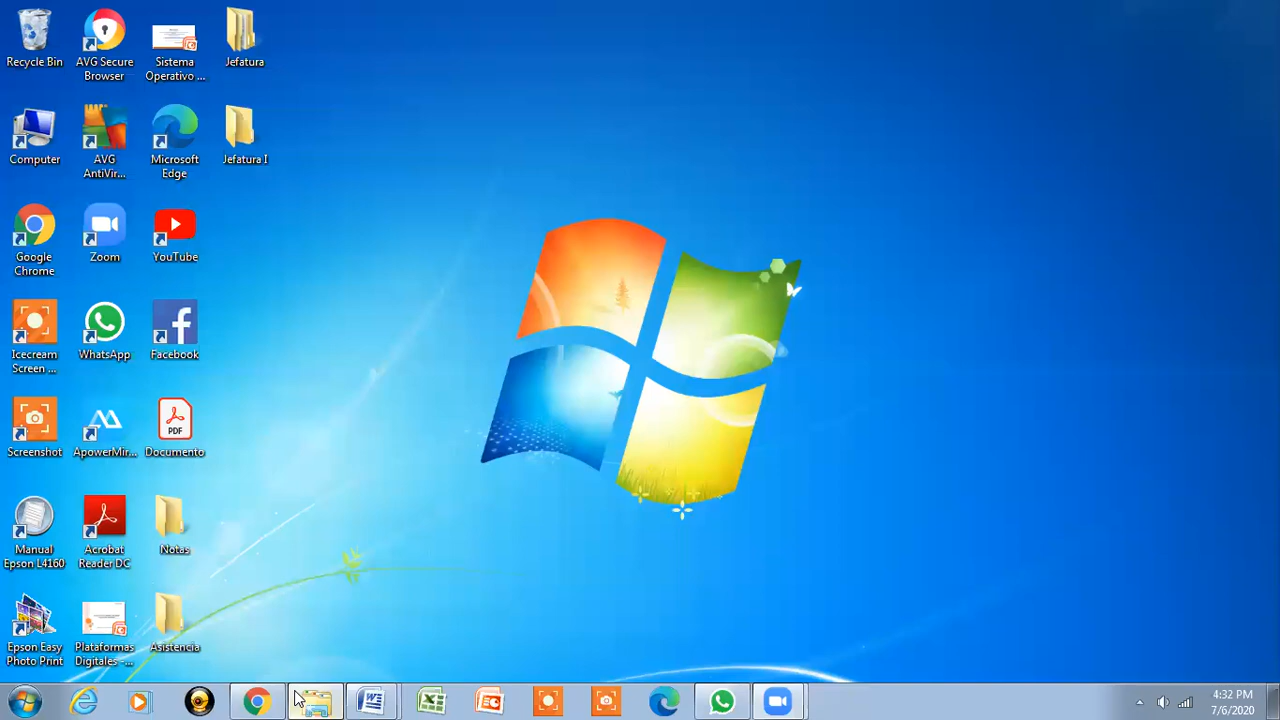 Recycle Bin
AVG Secure
Browser
Sistema
Operativo ...
Jefatura
Computer
AVG
AntiVir...
Microsoft
Edge
Jefatura I
Google
Chrome
Zoom
YouTube
Icecream
Screen ...
WhatsApp
Facebook
Screenshot
ApowerMir...
PDF
Documento
Manual
Epson L4160
Acrobat
Reader DC
Notas
Epson Easy
Photo Print
Plataformas
Digitales -...
Asistencia
4:32 PM
7/6/2020